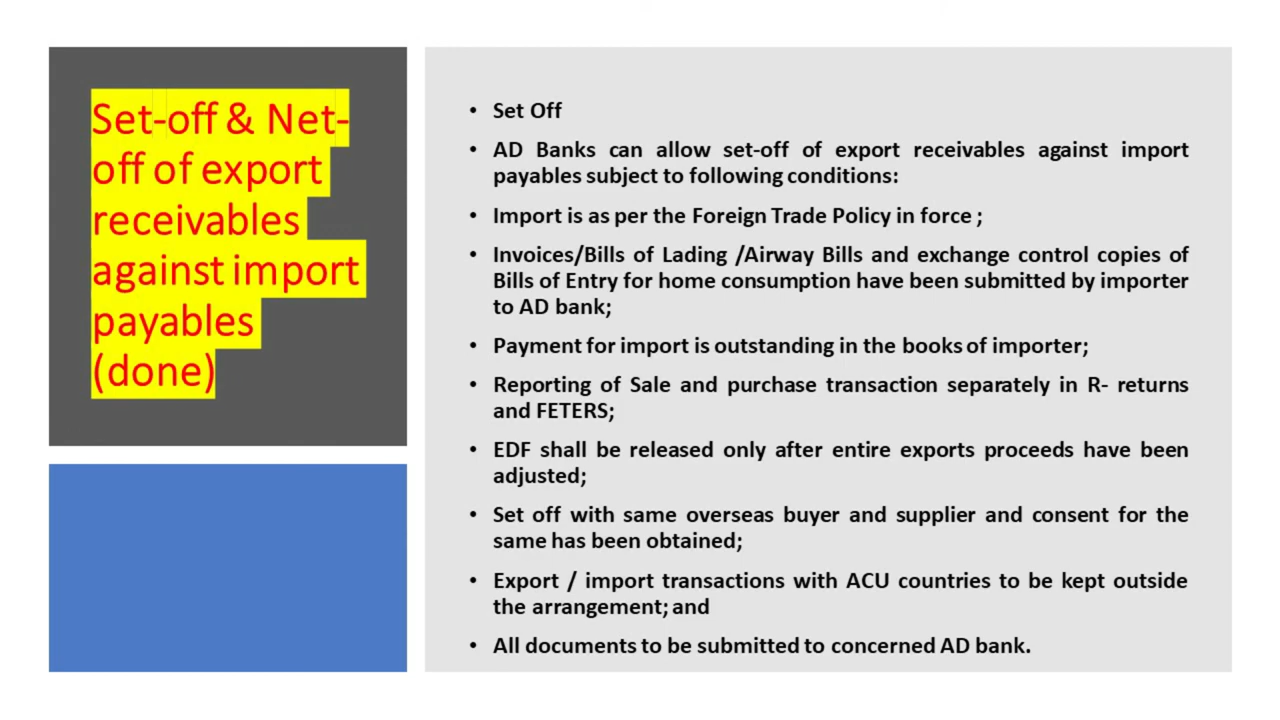 Set-off & Net-
off of export
receivables
against import
payables
(done)
• Set Off
• AD Banks can allow set-off of export receivables against import
payables subject to following conditions:
• Import is as per the Foreign Trade Policy in force ;
• Invoices/Bills of Lading /Airway Bills and exchange control copies of
Bills of Entry for home consumption have been submitted by importer
to AD bank;
• Payment for import is outstanding in the books of importer;
• Reporting of Sale and purchase transaction separately in R- returns
and FETERS;
• EDF shall be released only after entire exports proceeds have been
adjusted;
• Set off with same overseas buyer and supplier and consent for the
same has been obtained;
• Export / import transactions with ACU countries to be kept outside
the arrangement; and
• All documents to be submitted to concerned AD bank.